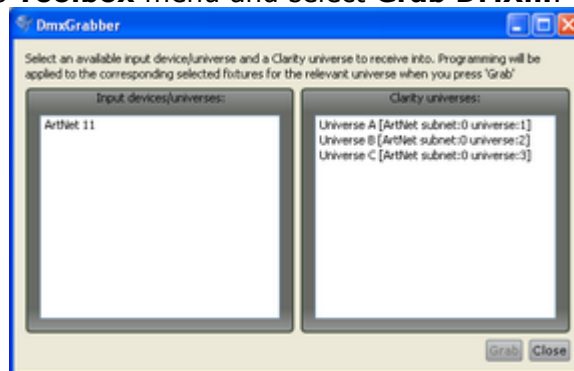 Toolbox menu and select Grab DMX...
DmxGrabber
Select an available input device/universe and a Clarity universe to receive into. Programming will be
applied to the corresponding selected fixtures for the relevant universe when you press 'Grab'
Input devices/universes:
Clarity universes:
ArtNet 11
Universe A [ArtNet subnet:0 universe:1]
Universe B [ArtNet subnet:0 universe:2]
Universe C [ArtNet subnet:0 universe:3]
Grab Close